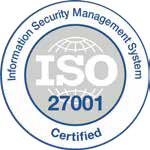 Information Security Management System
ISO
27001
Certified